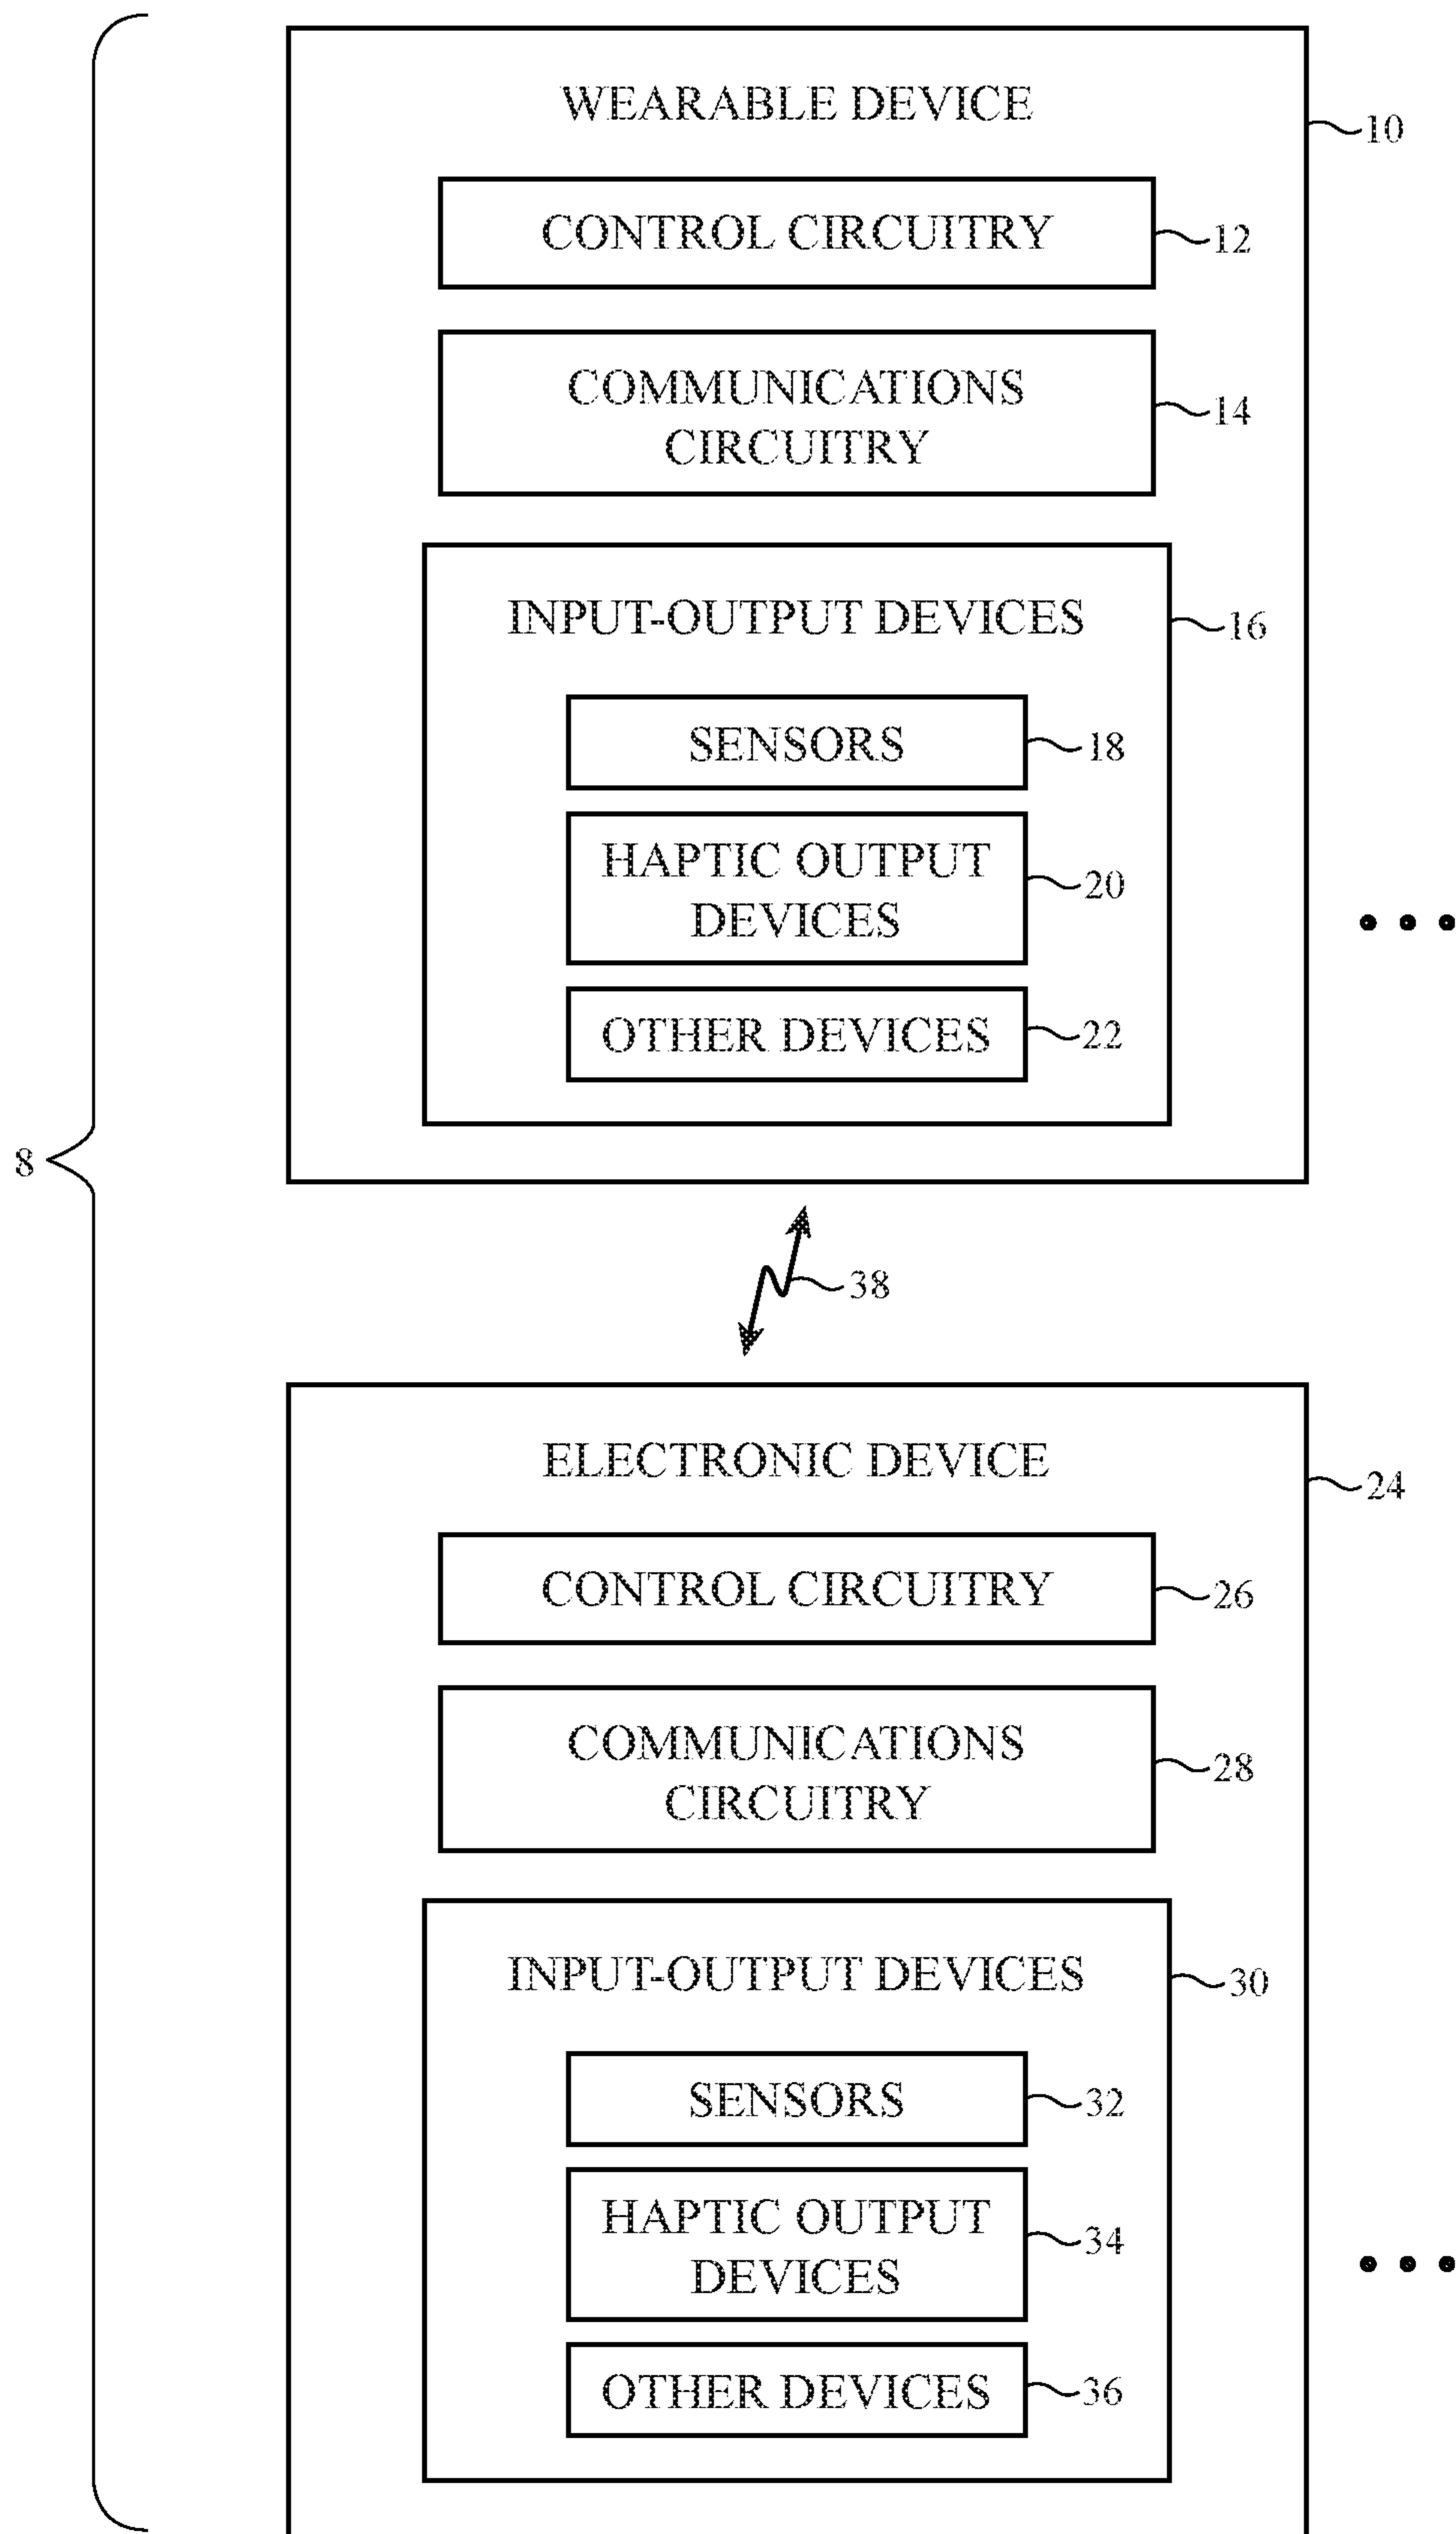 WEARABLE DEVICE
10
CONTROL CIRCUITRY
12
COMMUNICATIONS
CIRCUITRY
14
INPUT-OUTPUT DEVICES
16
SENSORS
18
HAPTIC OUTPUT
DEVICES
20
OTHER DEVICES
22
8
38
ELECTRONIC DEVICE
24
CONTROL CIRCUITRY
26
COMMUNICATIONS
CIRCUITRY
28
INPUT-OUTPUT DEVICES
30
SENSORS
32
HAPTIC OUTPUT
DEVICES
34
OTHER DEVICES
36